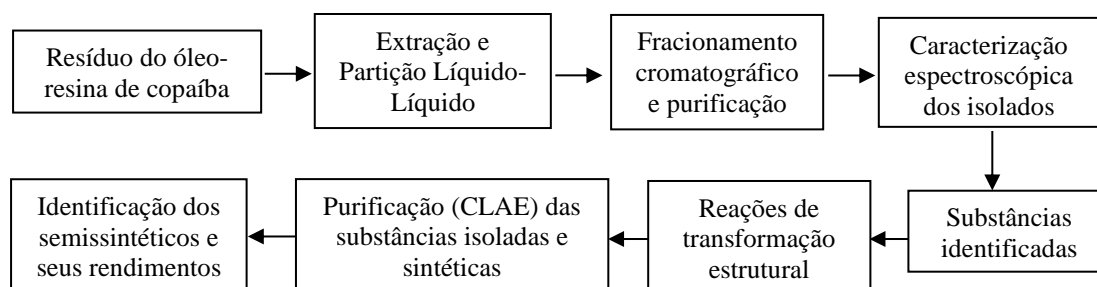 Resíduo do óleo-
resina de copaíba
Extração e
Partição Líquido-
Líquido
Fracionamento
cromatográfico
e purificação
Caracterização
espectroscópica
dos isolados
Substâncias
identificadas
Reações de
transformação
estrutural
Purificação (CLAE) das
substâncias isoladas e
sintéticas
Identificação dos
semissintéticos e
seus rendimentos